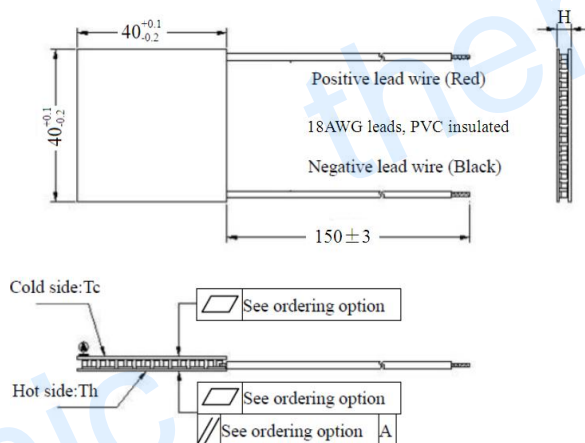 40+0.1-0.2
H
Positive lead wire (Red)
40+0.1-0.2
18AWG leads, PVC insulated
Negative lead wire (Black)
150±3
Cold side:Tc
See ordering option
A
Hot side:Th
See ordering option
See ordering option A